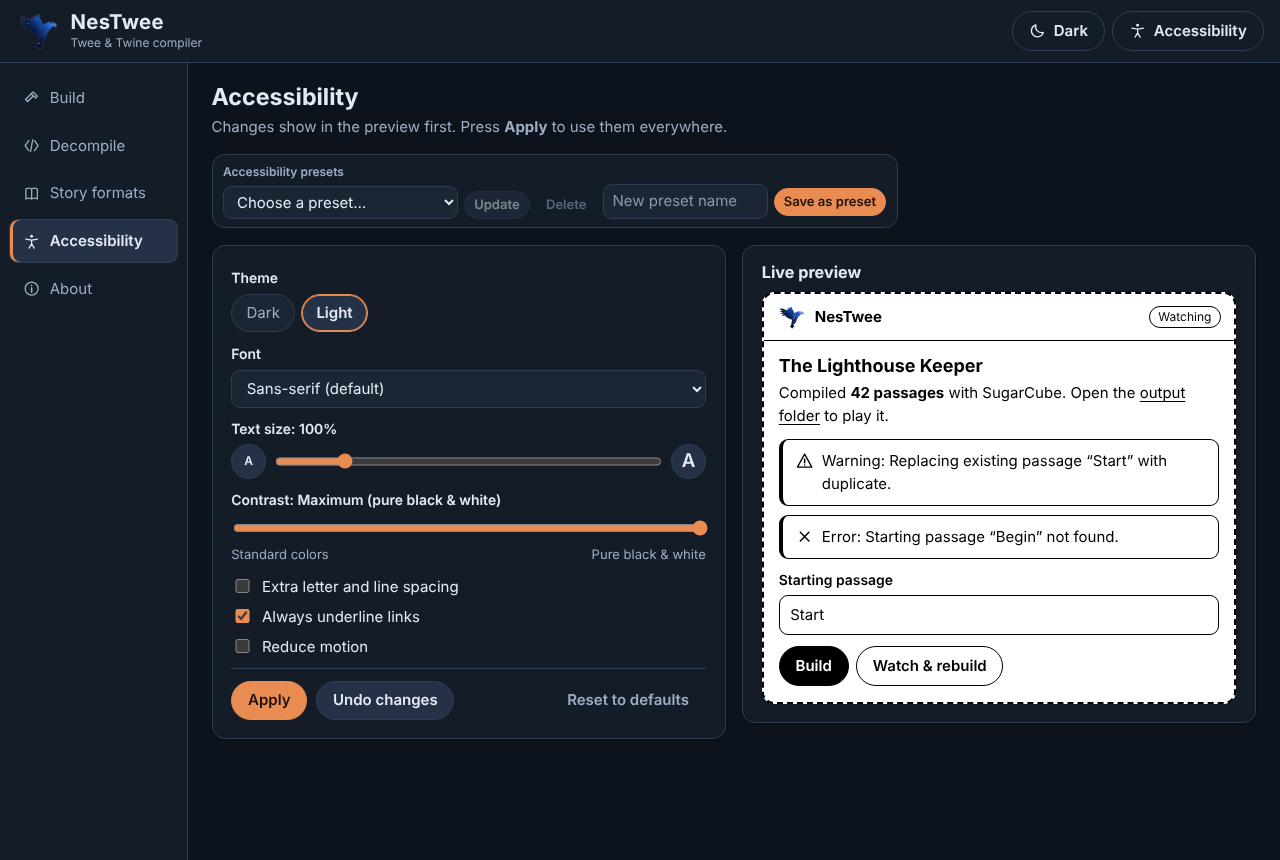 NesTwee
Twee & Twine compiler
Dark
Accessibility
Build
Decompile
Story formats
Accessibility
About
Accessibility
Changes show in the preview first. Press Apply to use them everywhere.
Accessibility presets
Choose a preset...
Update
Delete
New preset name
Save as preset
Theme
Dark
Light
Font
Sans-serif (default)
Text size: 100%
A
A
Contrast: Maximum (pure black & white)
Standard colors
Pure black & white
Extra letter and line spacing
Always underline links
Reduce motion
Apply
Undo changes
Reset to defaults
Live preview
NesTwee
Watching
The Lighthouse Keeper
Compiled 42 passages with SugarCube. Open the output
folder to play it.
Warning: Replacing existing passage “Start” with
duplicate.
Error: Starting passage “Begin” not found.
Starting passage
Start
Build
Watch & rebuild